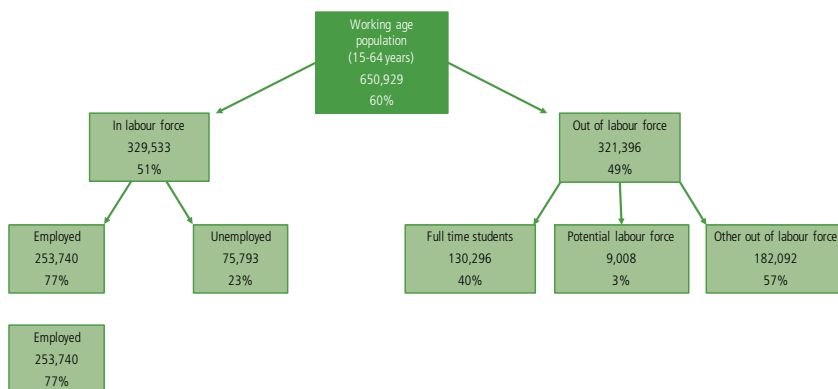 Working age
population
(15-64 years)
650,929
60%
In labour force
329,533
51%
Out of labour force
321,396
49%
Employed
253,740
77%
Unemployed
75,793
23%
Full time students
130,296
40%
Potential labour force
9,008
3%
Other out of labour force
182,092
57%
Employed
253,740
77%